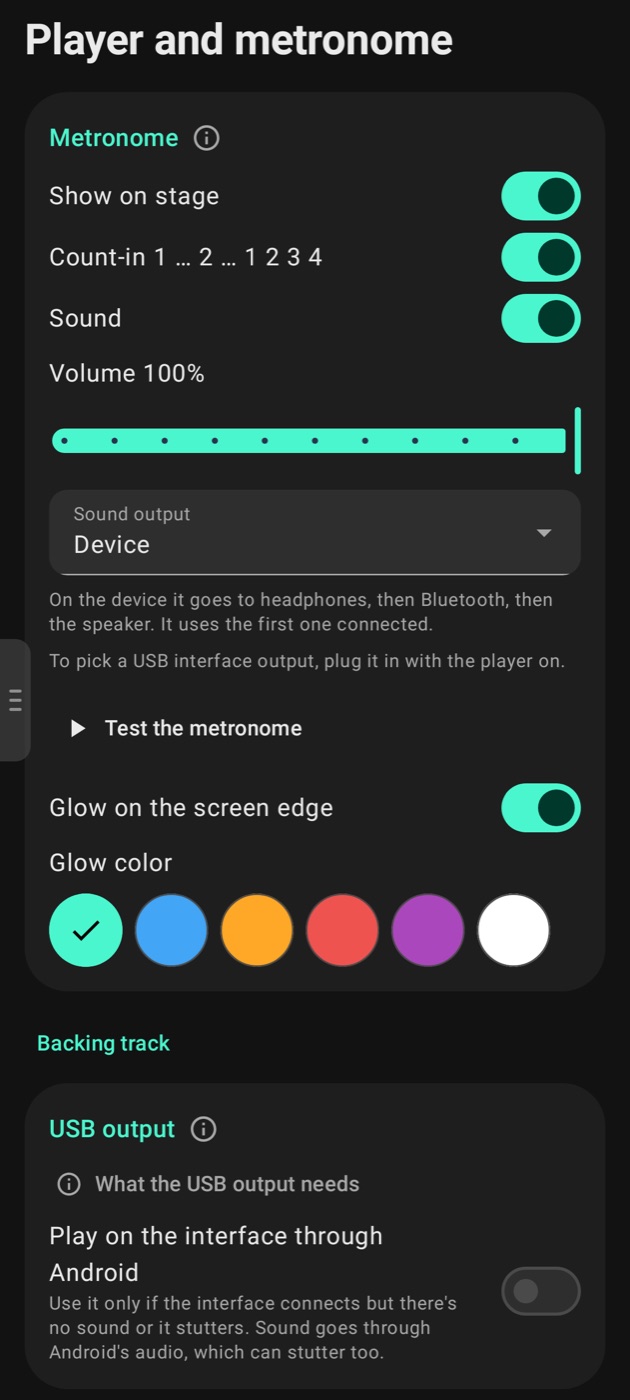 Player and metronome
Metronome
Show on stage
Count-in 1 ... 2 ... 1 2 3 4
Sound
Volume 100%
Sound output
Device
On the device it goes to headphones, then Bluetooth, then
the speaker. It uses the first one connected.
To pick a USB interface output, plug it in with the player on.
Test the metronome
Glow on the screen edge
Glow color
Backing track
USB output
What the USB output needs
Play on the interface through
Android
Use it only if the interface connects but there's
no sound or it stutters. Sound goes through
Android's audio, which can stutter too.